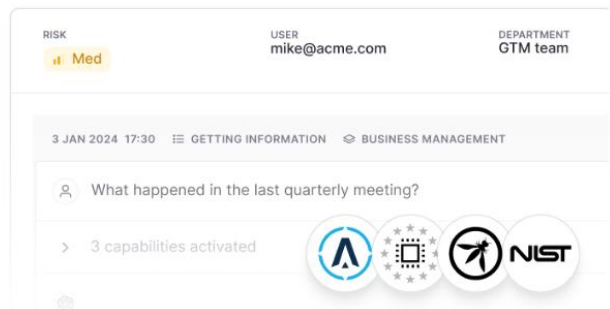 RISK
Med
USER
mike@acme.com
DEPARTMENT
GTM team
3 JAN 2024 17:30 GETTING INFORMATION BUSINESS MANAGEMENT
What happened in the last quarterly meeting?
3 capabilities activated
NIST